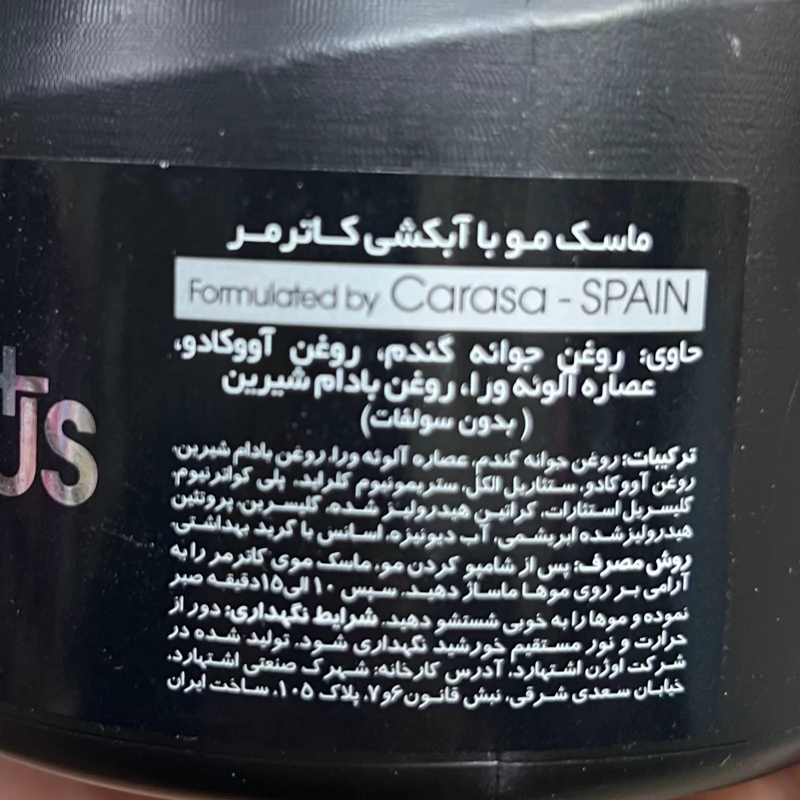 ماسک مو با آبکشی کاترمر
Formulated by Carasa - SPAIN
حاوی: روغن جوانه گندم، روغن آووکادو،
عصاره آلوئه ورا، روغن بادام شیرین
( بدون سولفات)
ترکیبات: روغن جوانه گندم، عصاره آلوئه ورا، روغن بادام شیرین،
روغن آووکادو، ستئاریل الکل، ستریمونیوم کلراید، پلی کواترنیوم،
گلیسریل استئارات، کراتین هیدرولیز شده، گلیسرین، پروتئین
هیدرولیز شده ابریشمی، آب دیونیزه، اسانس با گرید بهداشتی.
روش مصرف: پس از شامپو کردن مو، ماسک موی کاترمر را به
آرامی بر روی موها ماساژ دهید. سپس ۱۰ الی ۱۵ دقیقه صبر
نموده و موها را به خوبی شستشو دهید. شرایط نگهداری: دور از
حرارت و نور مستقیم خورشید نگهداری شود. تولید شده در
شرکت اوژن اشتهارد. آدرس کارخانه: شهرک صنعتی اشتهارد،
خیابان سعدی شرقی، نبش قانون ۶و۷، پلاک ۱۰۵. ساخت ایران